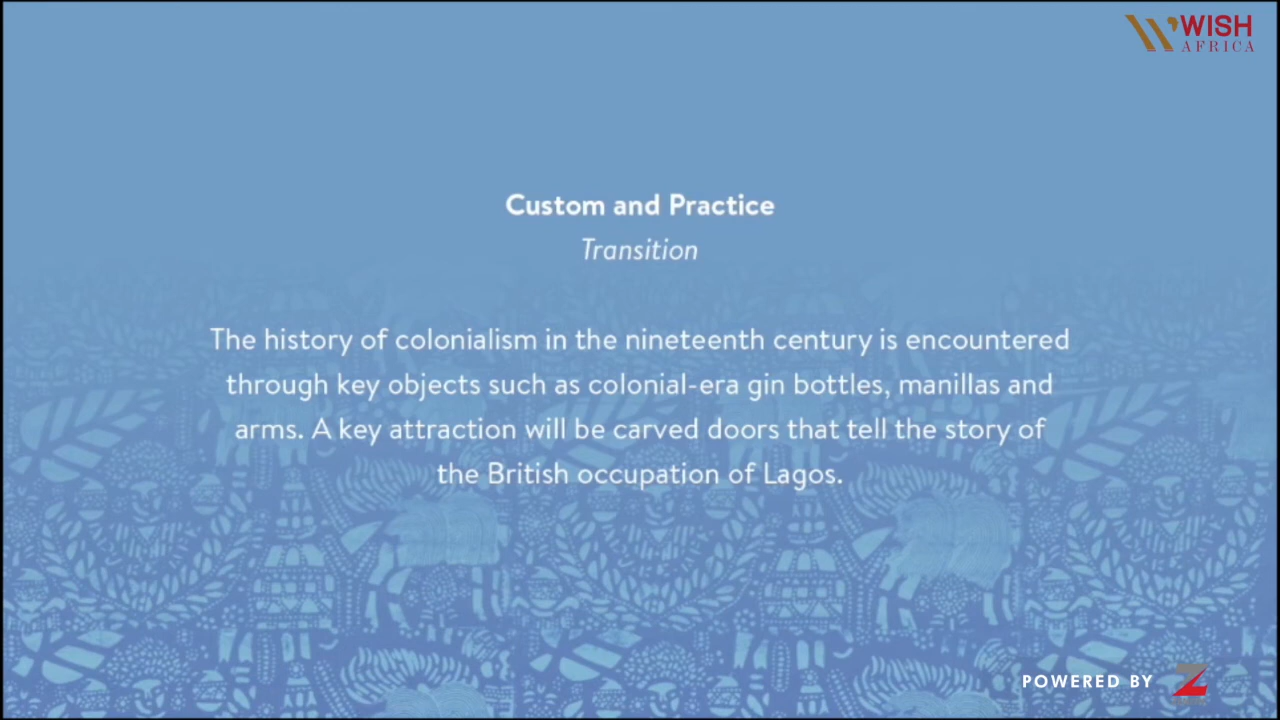 WISH
AFRICA
Custom and Practice
Transition
The history of colonialism in the nineteenth century is encountered
through key objects such as colonial-era gin bottles, manillas and
arms. A key attraction will be carved doors that tell the story of
the British occupation of Lagos.
POWERED BY